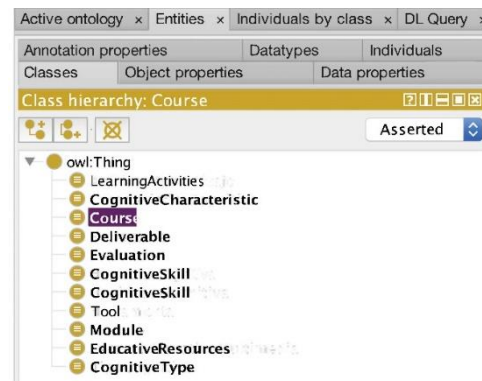 Active ontology × Entities × Individuals by class × DL Query
Annotation properties Datatypes Individuals
Classes Object properties Data properties
Class hierarchy: Course
Asserted
owl:Thing
LearningActivities
CognitiveCharacteristic
Course
Deliverable
Evaluation
CognitiveSkill
CognitiveSkill
Tool
Module
EducativeResources
CognitiveType